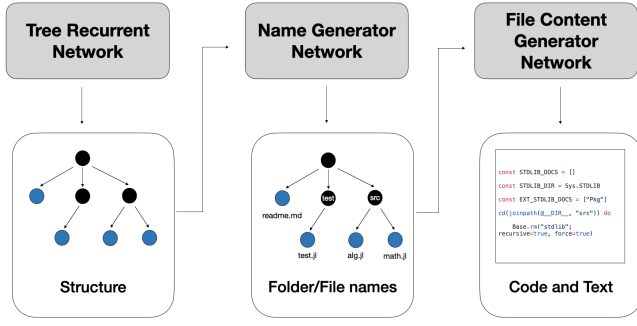 Tree Recurrent
Network
Name Generator
Network
File Content
Generator
Network
readme.md
test
src
test.jl
alg.jl
math.jl
const STDLIB_DOCS = []
const STDLIB_DIR = Sys.STDLIB
const EXT_STDLIB_DOCS = ["Pkg"]
cd(joinpath(@__DIR__, "src")) do
Base.rm("stdlib";
recursive=true, force=true)
Structure
Folder/File names
Code and Text